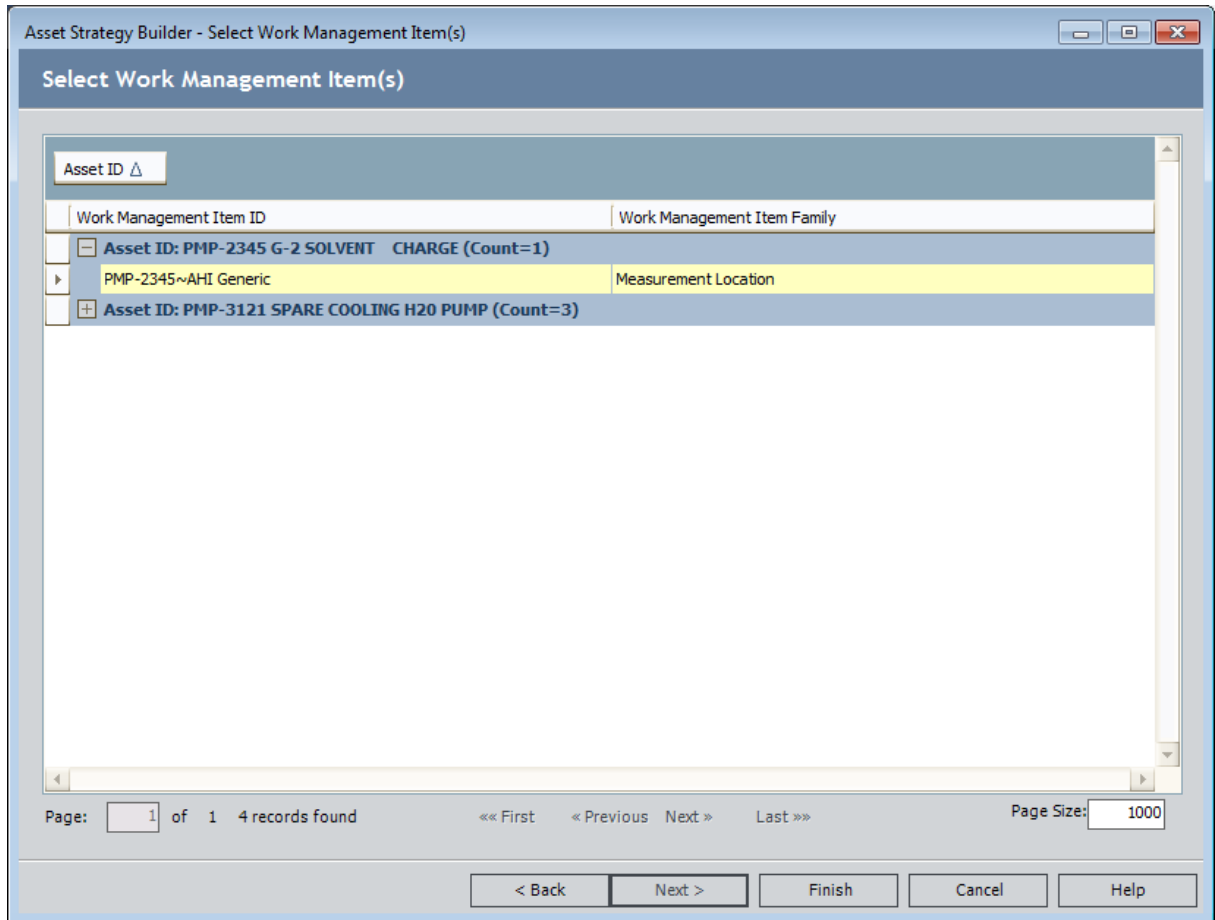 Asset Strategy Builder - Select Work Management Item(s)
Select Work Management Item(s)
Asset ID △
Work Management Item ID Work Management Item Family
Asset ID: PMP-2345 G-2 SOLVENT CHARGE (Count=1)
PMP-2345~AHI Generic Measurement Location
Asset ID: PMP-3121 SPARE COOLING H20 PUMP (Count=3)
Page: 1 of 1 4 records found «« First « Previous Next » Last »» Page Size: 1000
< Back Next > Finish Cancel Help